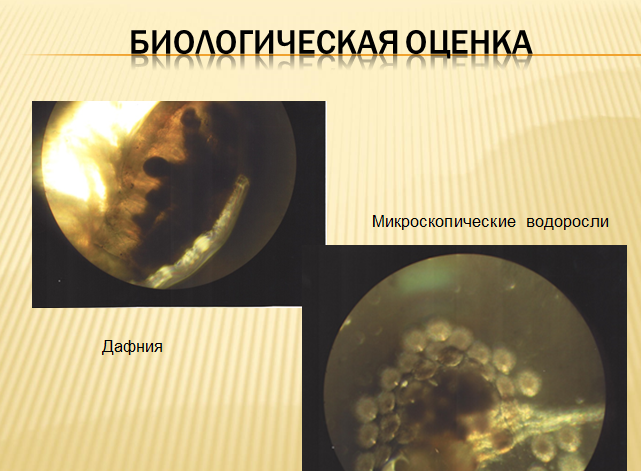 БИОЛОГИЧЕСКАЯ ОЦЕНКА
Микроскопические водоросли
Дафния